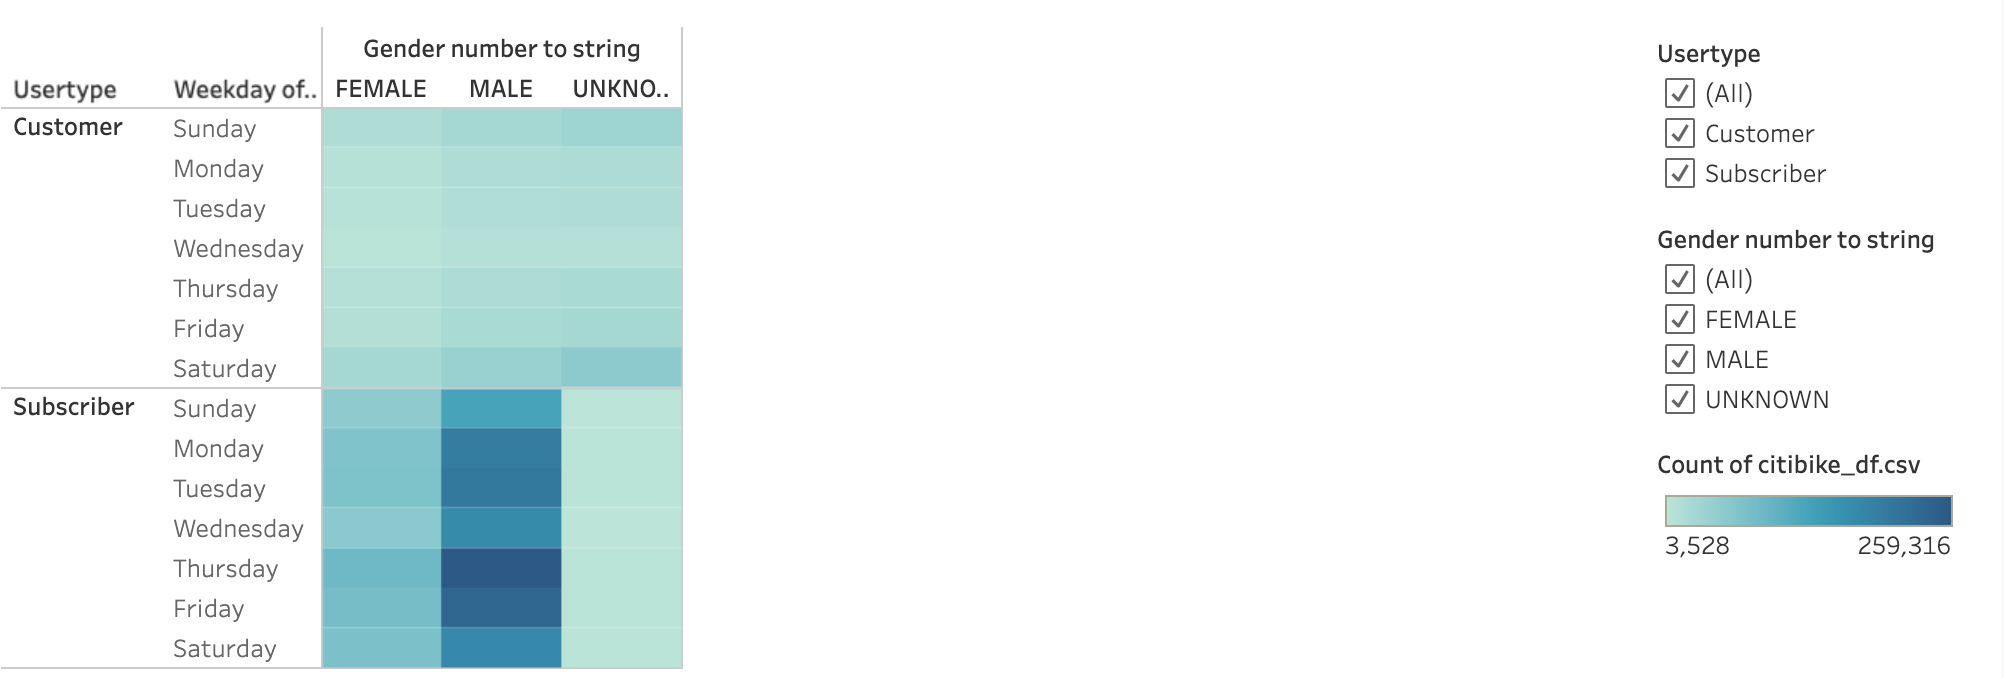 Gender number to string
Usertype Weekday of.. FEMALE MALE UNKNO..
Customer Sunday
Monday
Tuesday
Wednesday
Thursday
Friday
Saturday
Subscriber Sunday
Monday
Tuesday
Wednesday
Thursday
Friday
Saturday
Usertype
(All)
Customer
Subscriber
Gender number to string
(All)
FEMALE
MALE
UNKNOWN
Count of citibike_df.csv
3,528 259,316